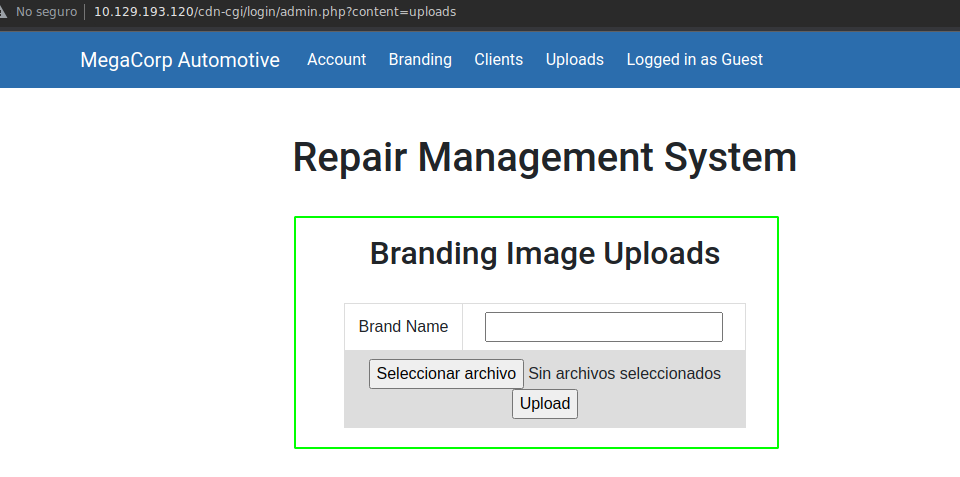 No seguro 10.129.193.120/cdn-cgi/login/admin.php?content=uploads
MegaCorp Automotive Account Branding Clients Uploads Logged in as Guest
Repair Management System
Branding Image Uploads
Brand Name
Seleccionar archivo Sin archivos seleccionados
Upload